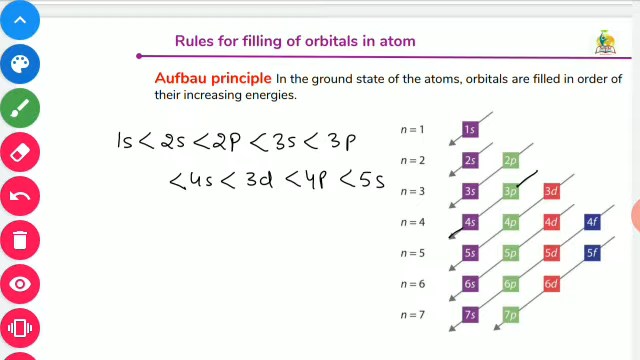 Rules for filling of orbitals in atom
Aufbau principle In the ground state of the atoms, orbitals are filled in order of
their increasing energies.
1s < 2s < 2p < 3s < 3p
< 4s < 3d < 4p < 5s
n = 1 1s
n = 2 2s 2p
n = 3 3s 3p 3d
n = 4 4s 4p 4d 4f
n = 5 5s 5p 5d 5f
n = 6 6s 6p 6d
n = 7 7s 7p